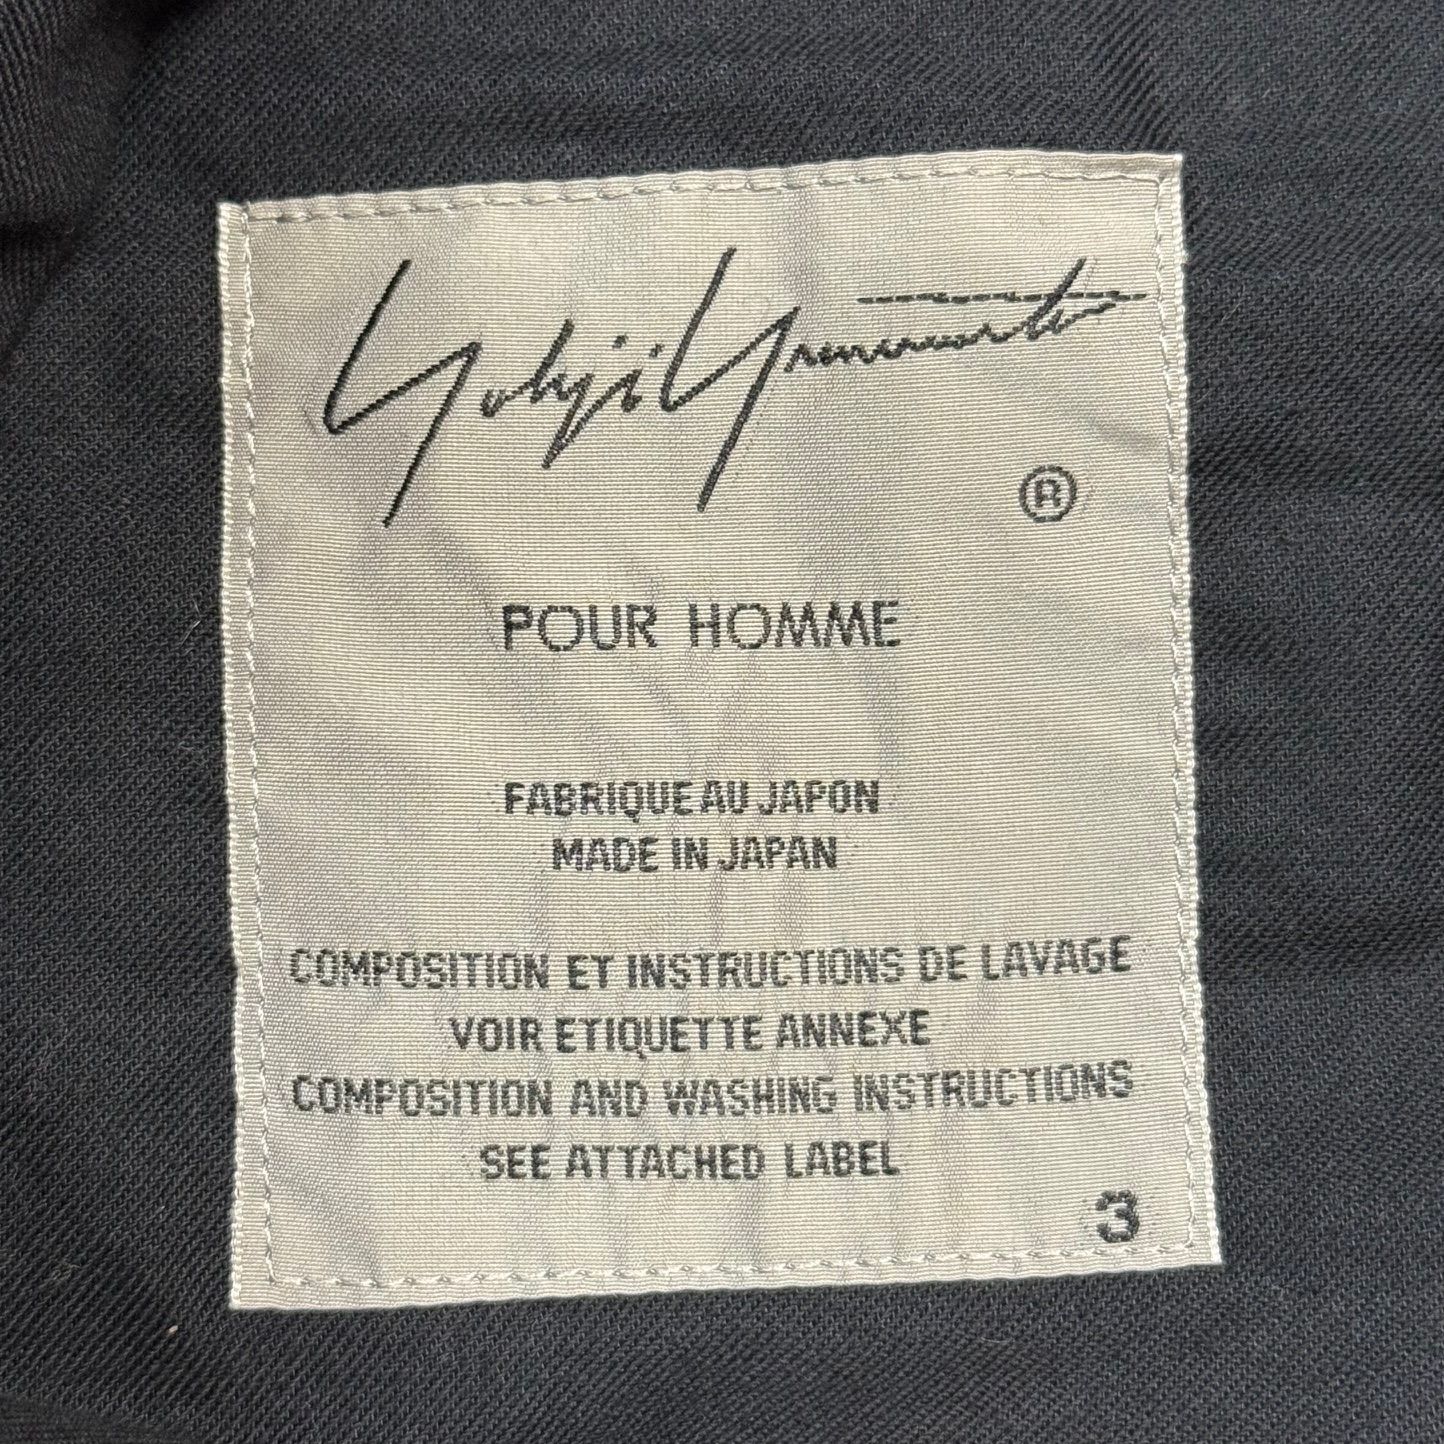 Yohji Yamamoto
®
POUR HOMME
FABRIQUE AU JAPON
MADE IN JAPAN
COMPOSITION ET INSTRUCTIONS DE LAVAGE
VOIR ETIQUETTE ANNEXE
COMPOSITION AND WASHING INSTRUCTIONS
SEE ATTACHED LABEL
3